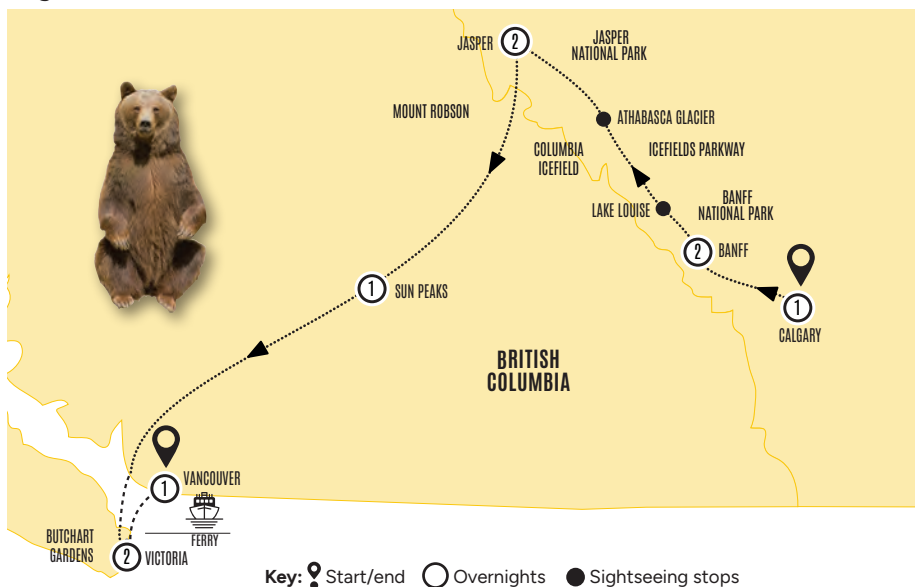 JASPER
2
JASPER
NATIONAL PARK
MOUNT ROBSON
ATHABASCA GLACIER
COLUMBIA
ICEFIELD
ICEFIELDS PARKWAY
BANFF
NATIONAL PARK
LAKE LOUISE
2
BANFF
1
SUN PEAKS
1
CALGARY
BRITISH
COLUMBIA
VANCOUVER
1
FERRY
BUTCHART
GARDENS
2
VICTORIA
Key: Start/end Overnights Sightseeing stops